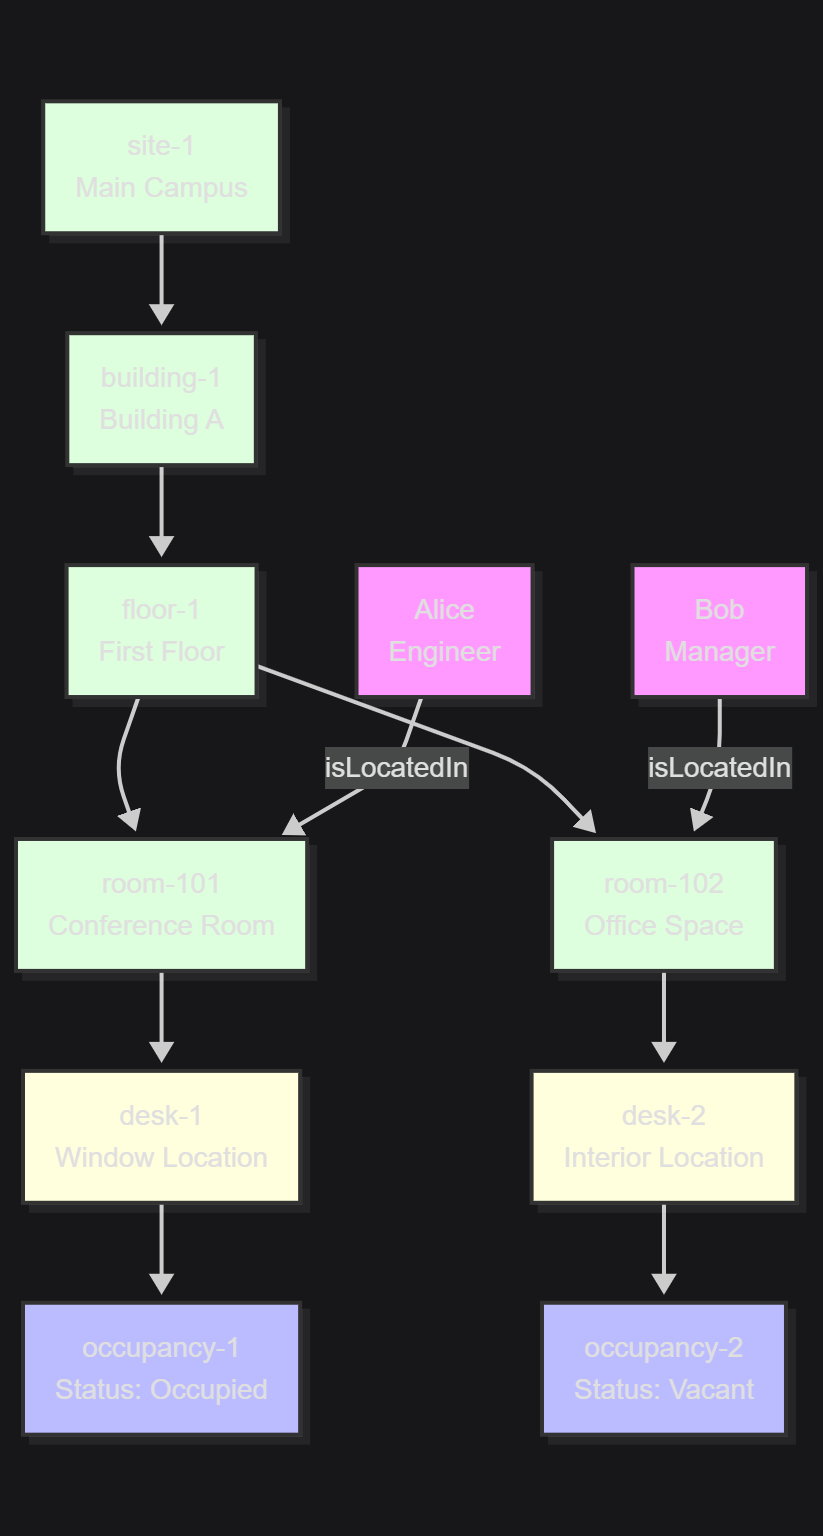 site-1
Main Campus
building-1
Building A
floor-1
First Floor
Alice
Engineer
Bob
Manager
isLocatedIn
isLocatedIn
room-101
Conference Room
room-102
Office Space
desk-1
Window Location
desk-2
Interior Location
occupancy-1
Status: Occupied
occupancy-2
Status: Vacant